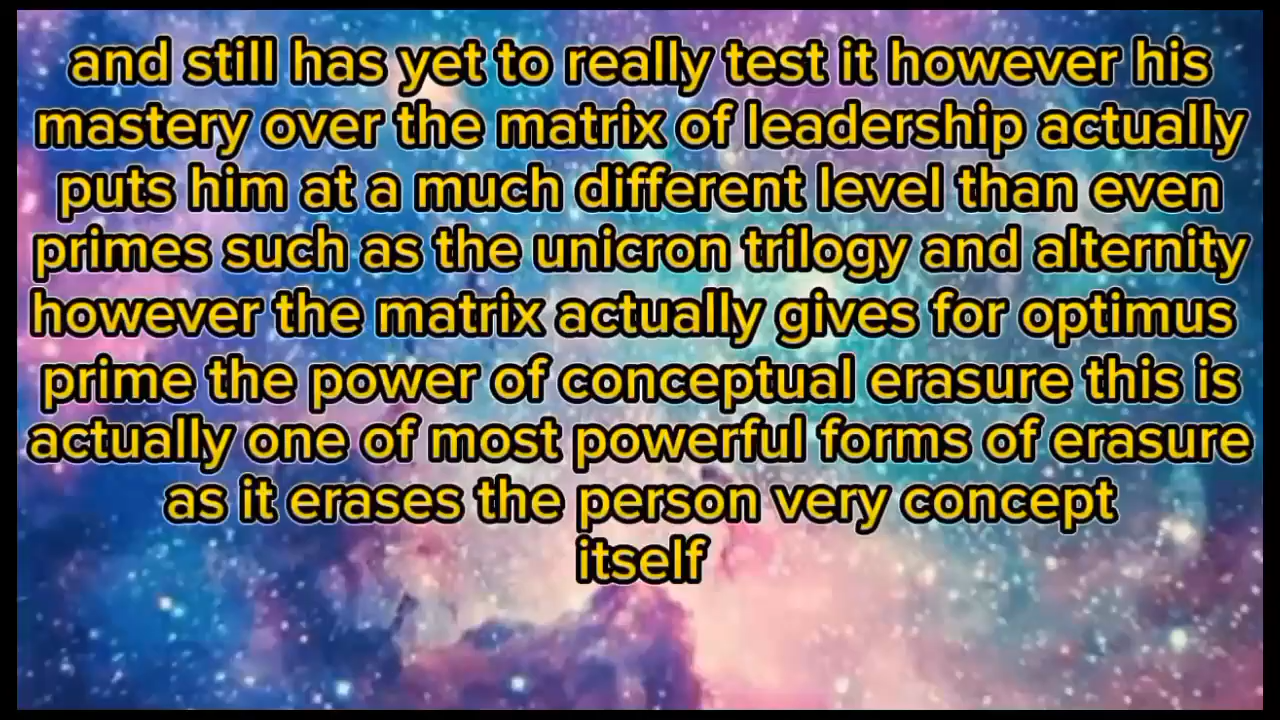 and still has yet to really test it however his
mastery over the matrix of leadership actually
puts him at a much different level than even
primes such as the unicron trilogy and alternity
however the matrix actually gives for optimus
prime the power of conceptual erasure this is
actually one of most powerful forms of erasure
as it erases the person very concept
itself